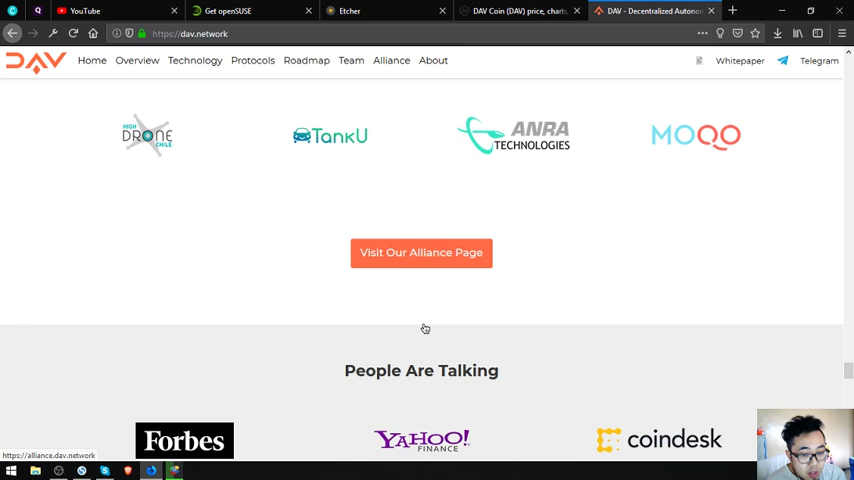 YouTube
Get openSUSE
Etcher
DAV Coin (DAV) price, charts,
DAV - Decentralized Autono
https://dav.network
DAV
Home Overview Technology Protocols Roadmap Team Alliance About Whitepaper Telegram
HIGH DRONE CHILE
TankU
ANRA TECHNOLOGIES
MOQO
Visit Our Alliance Page
People Are Talking
Forbes
YAHOO! FINANCE
coindesk
https://alliance.dav.network